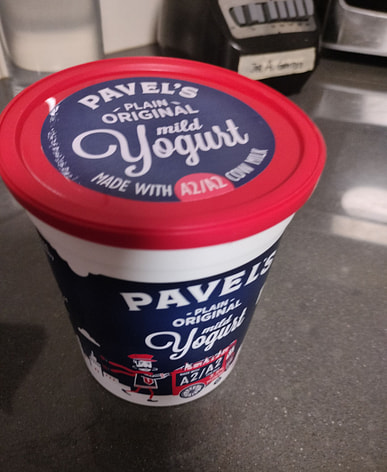 PAVEL'S
PLAIN
ORIGINAL
mild
Yogurt
MADE WITH A2/A2 COW MILK
PAVEL'S
PLAIN
ORIGINAL
mild
Yogurt
A2/A2